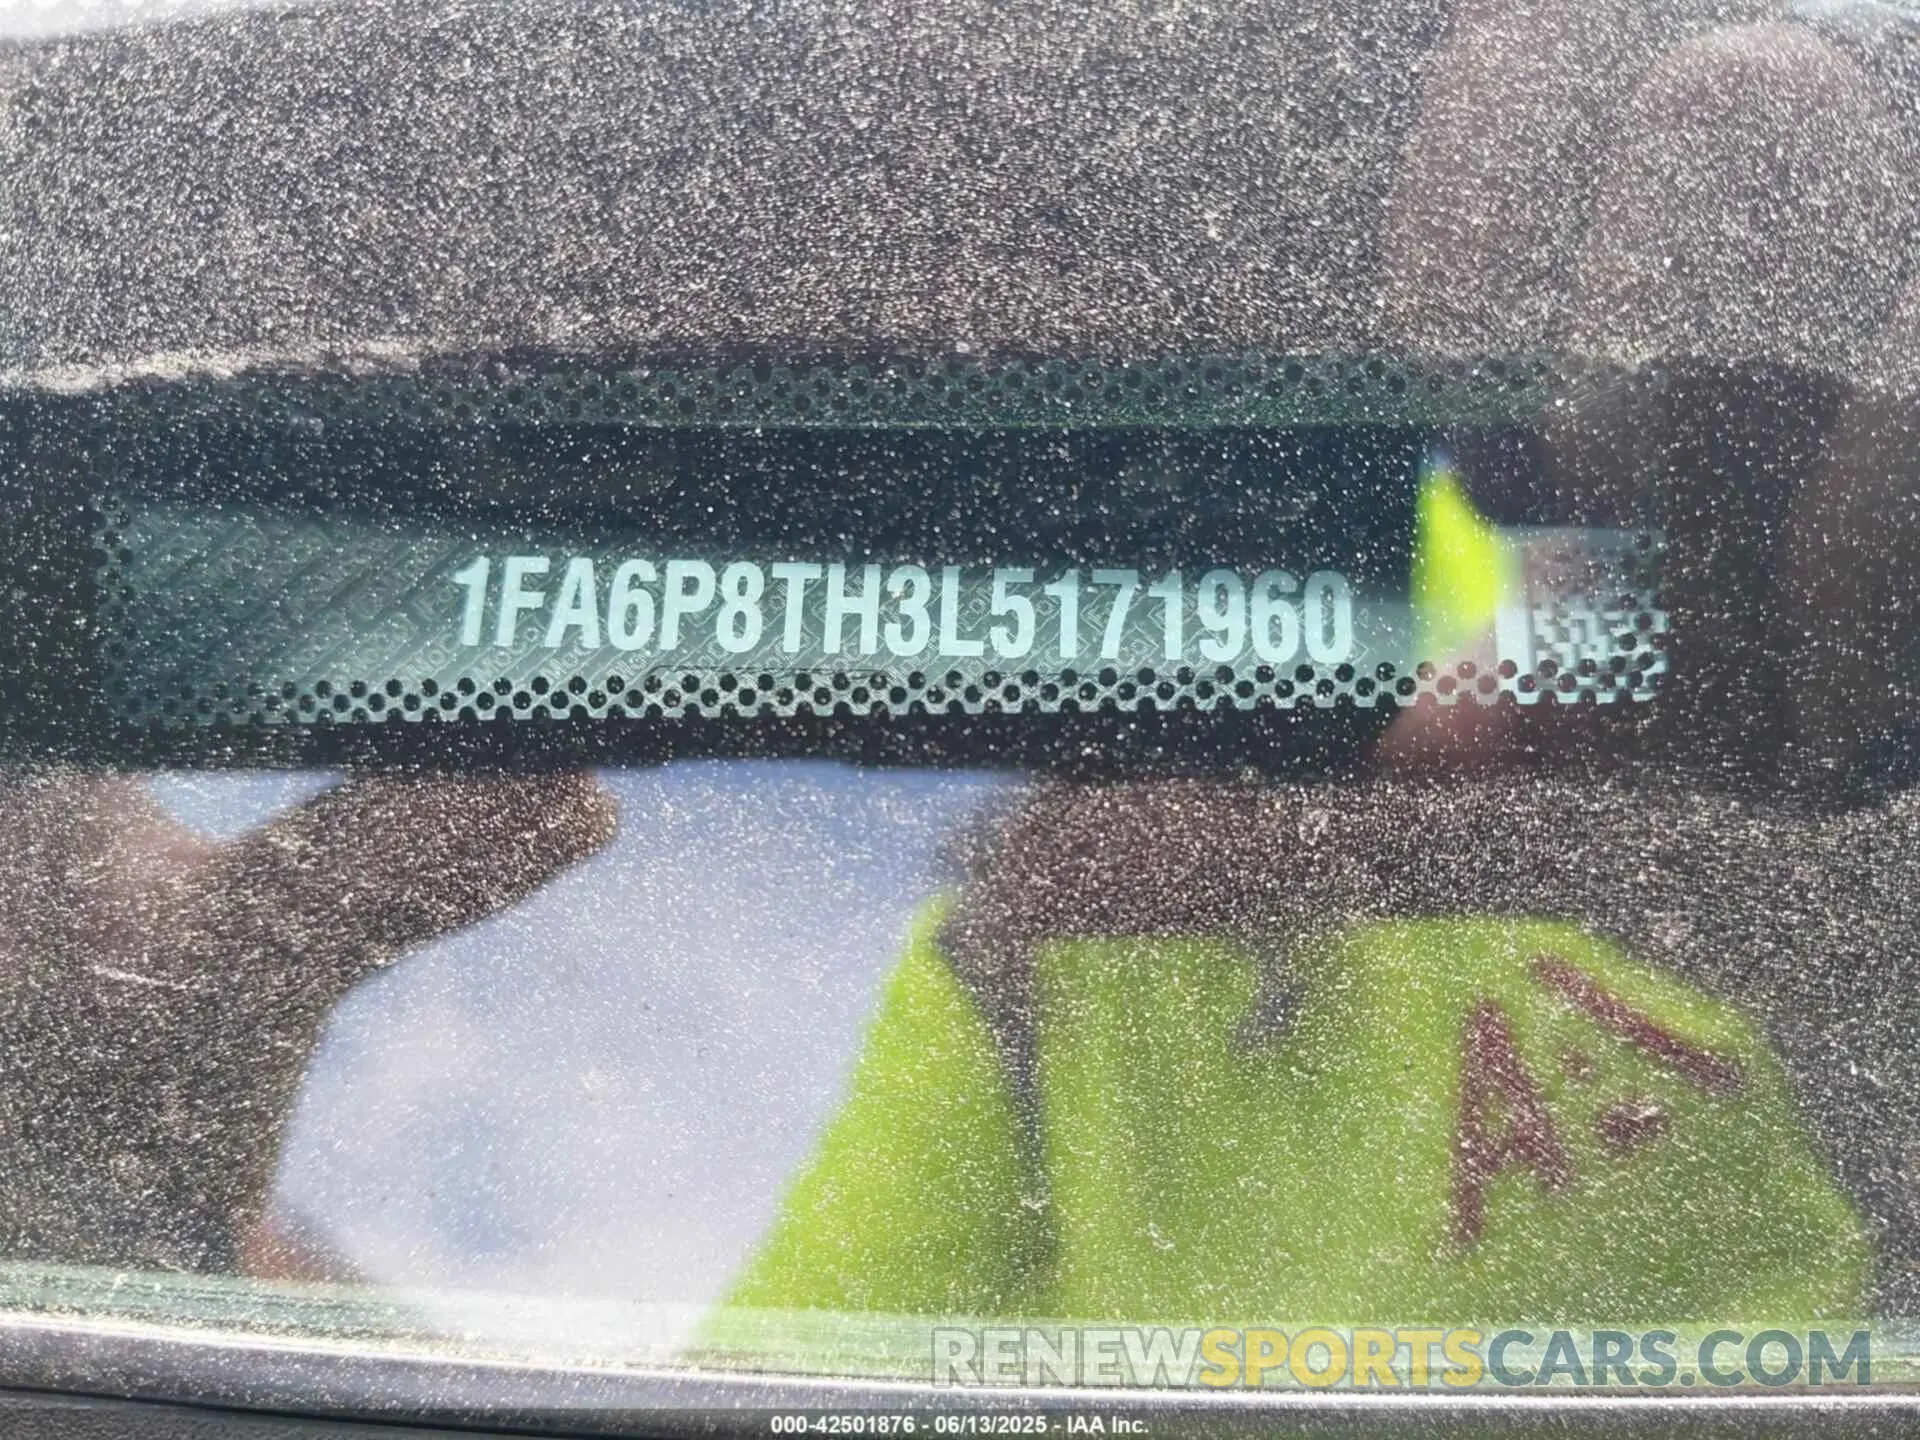 1FA6P8TH3L5171960
RENEWSPORTSCARS.COM
000-42501876 - 06/13/2025 - IAA Inc.